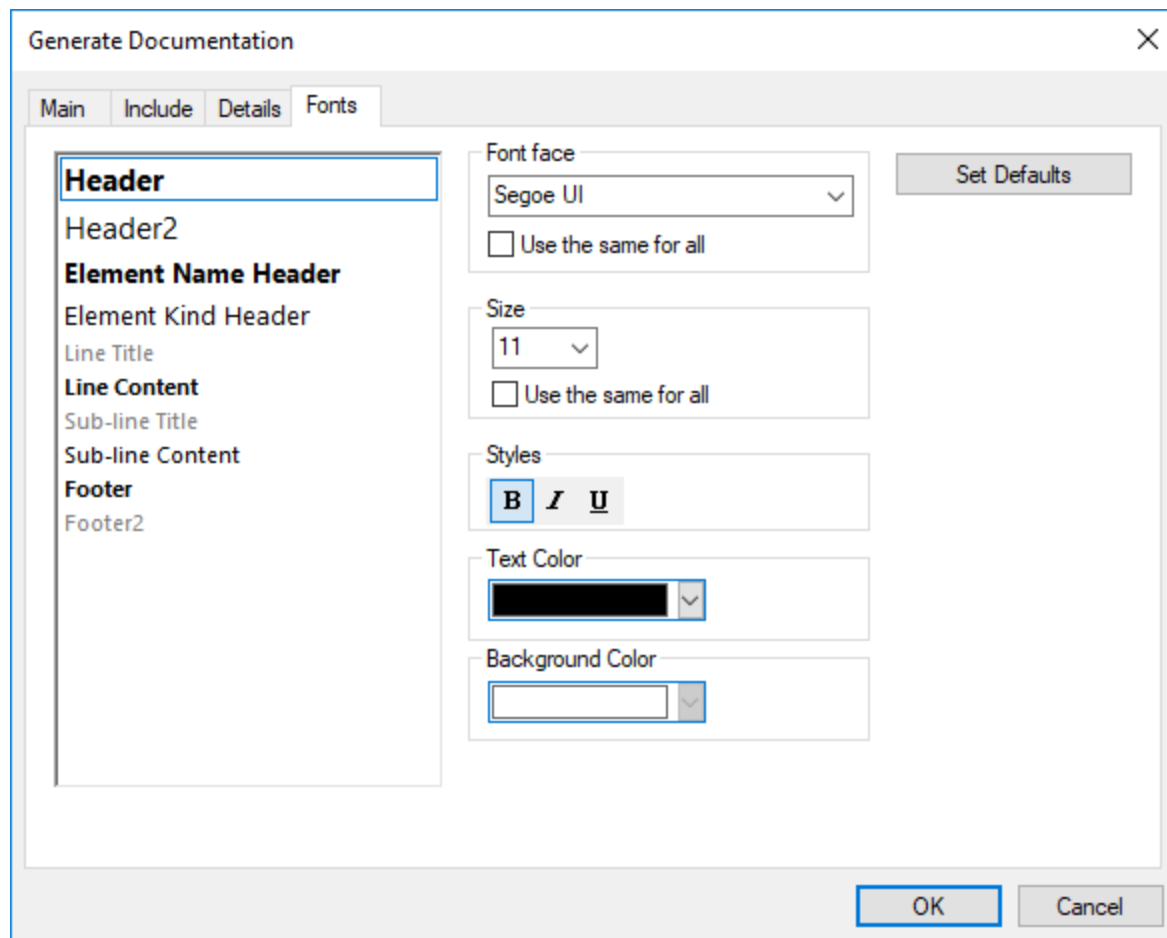 Generate Documentation
Main Include Details Fonts
Header
Header2
Element Name Header
Element Kind Header
Line Title
Line Content
Sub-line Title
Sub-line Content
Footer
Footer2
Font face
Segoe UI
Use the same for all
Size
11
Use the same for all
Styles
B I U
Text Color
Background Color
Set Defaults
OK Cancel